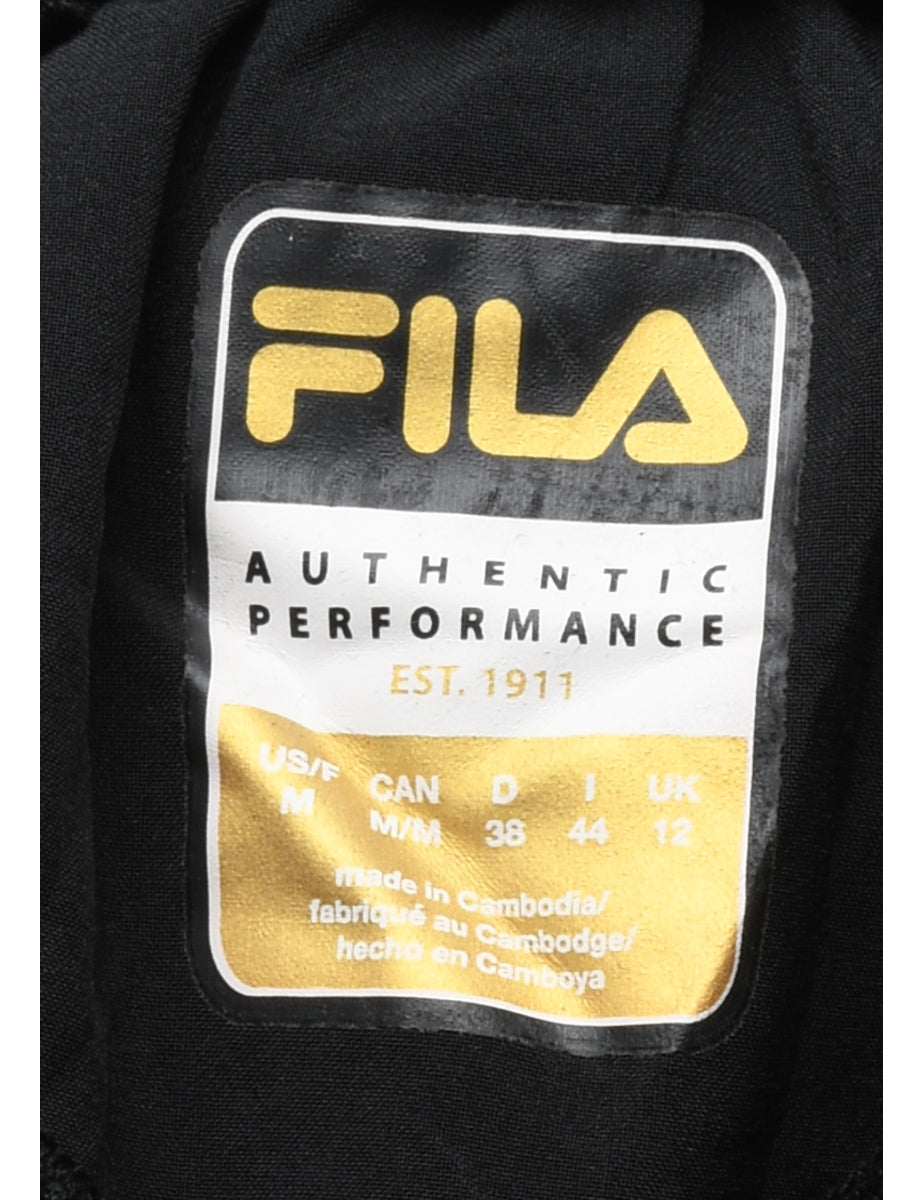 FILA
AUTHENTIC
PERFORMANCE
EST. 1911
US/F CAN D I UK
M M/M 38 44 12
made in Cambodia/
fabriqué au Cambodge/
hecho en Camboya